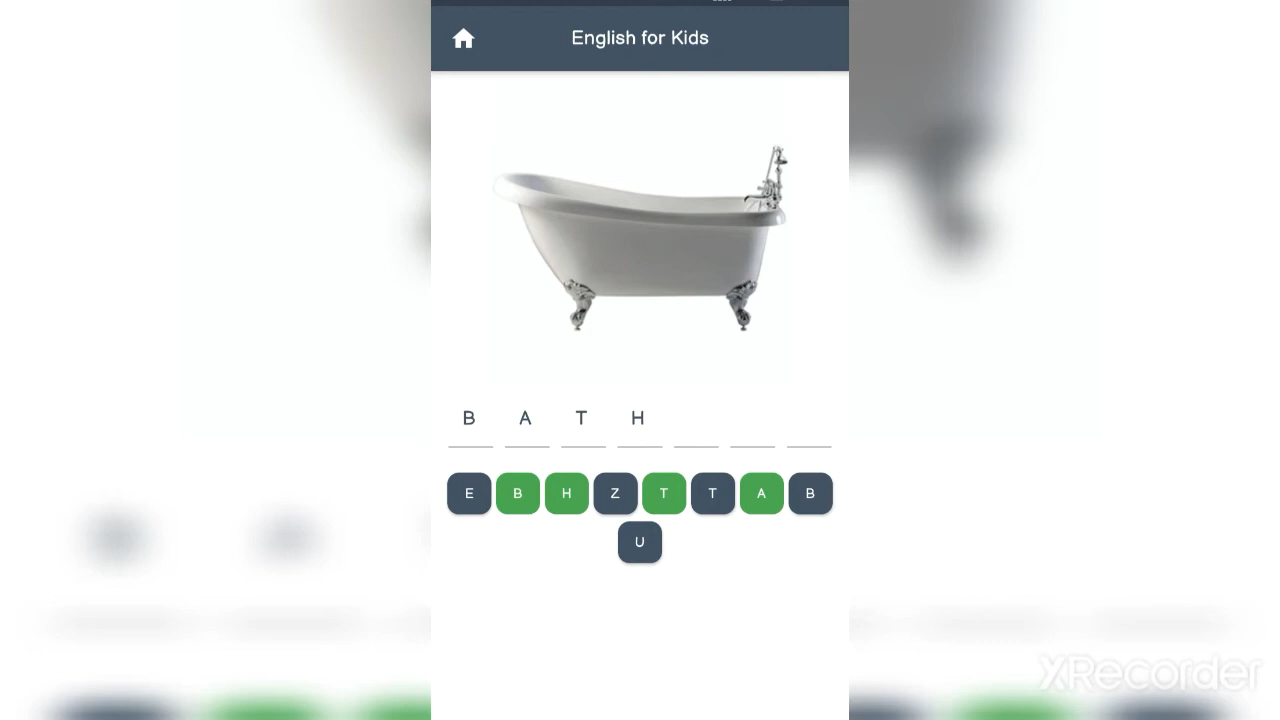 English for Kids
B A T H
E B H Z T T A B
U
XRecorder